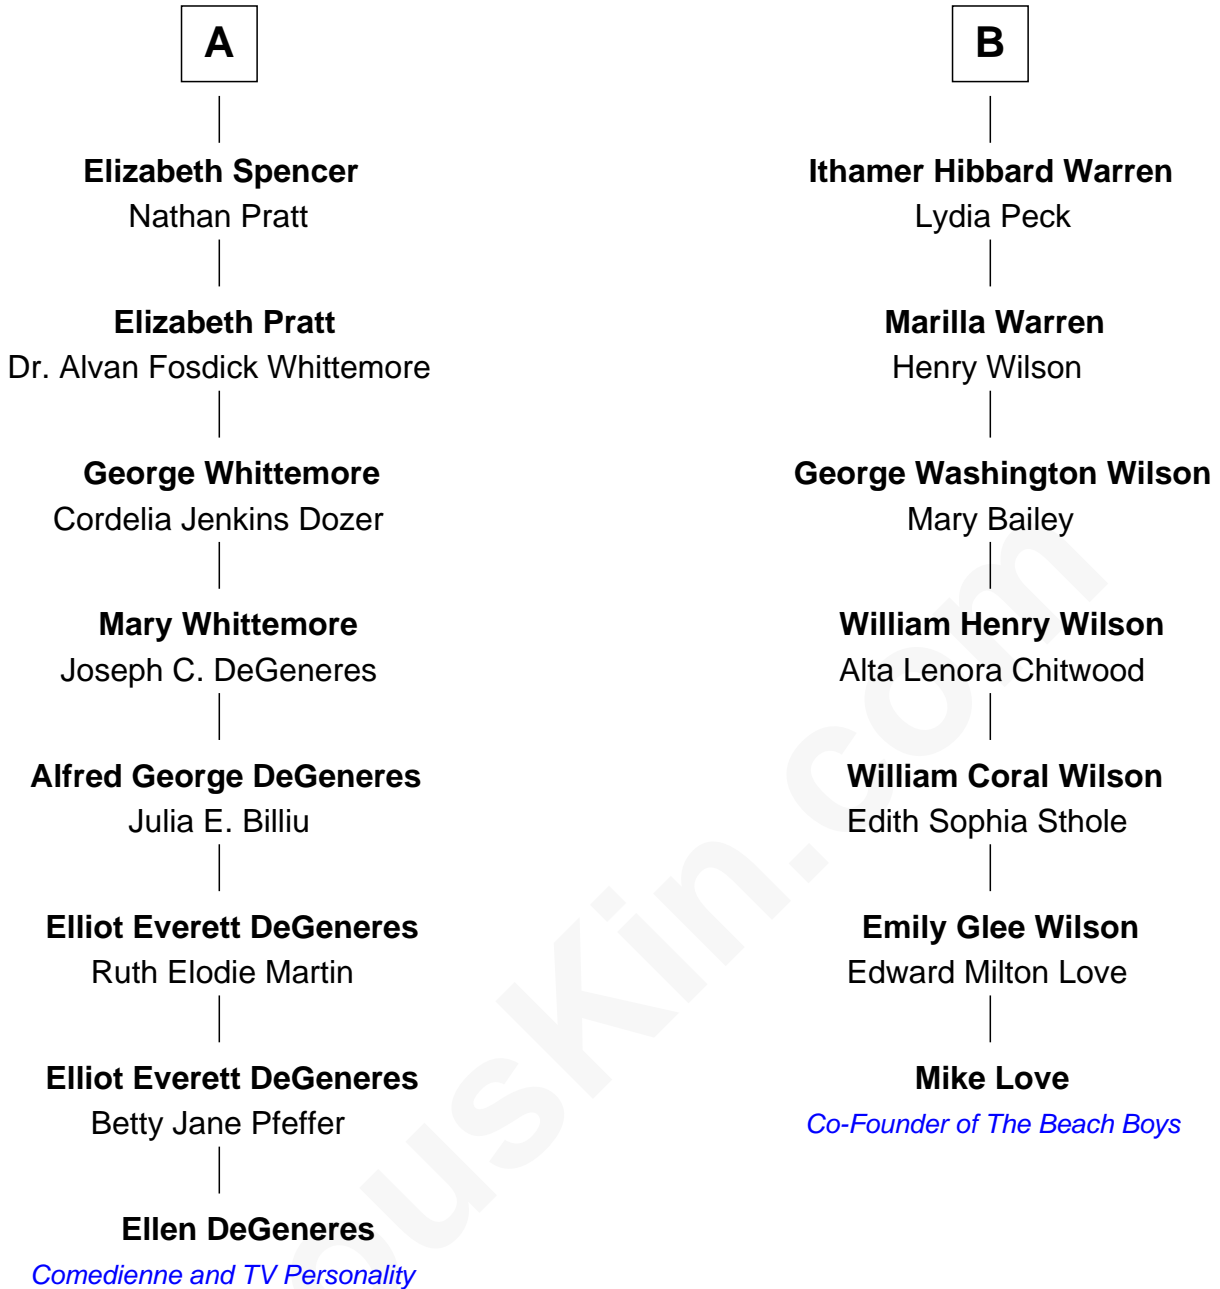 A
Elizabeth Spencer
Nathan Pratt
Elizabeth Pratt
Dr. Alvan Fosdick Whittemore
George Whittemore
Cordelia Jenkins Dozer
Mary Whittemore
Joseph C. DeGeneres
Alfred George DeGeneres
Julia E. Billiu
Elliot Everett DeGeneres
Ruth Elodie Martin
Elliot Everett DeGeneres
Betty Jane Pfeffer
Ellen DeGeneres
Comedienne and TV Personality
B
Ithamer Hibbard Warren
Lydia Peck
Marilla Warren
Henry Wilson
George Washington Wilson
Mary Bailey
William Henry Wilson
Alta Lenora Chitwood
William Coral Wilson
Edith Sophia Sthole
Emily Glee Wilson
Edward Milton Love
Mike Love
Co-Founder of The Beach Boys
ousKin.com